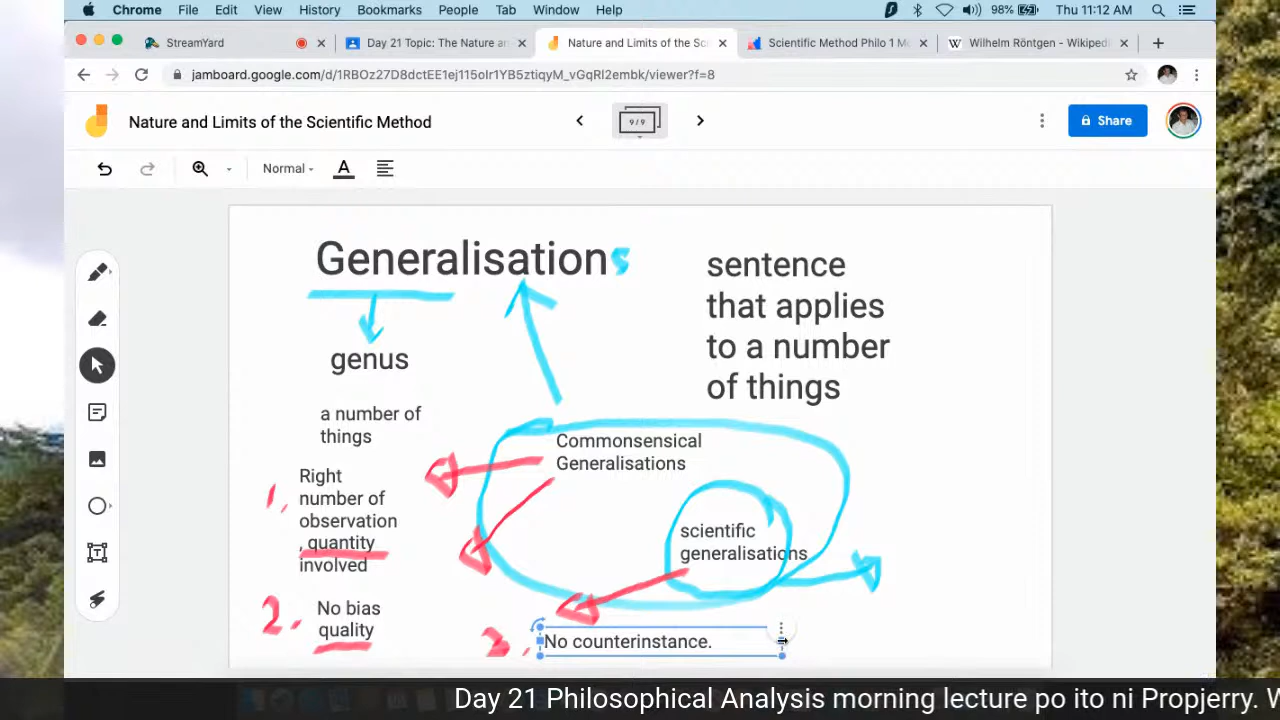 Chrome File Edit View History Bookmarks People Tab Window Help 98% Thu 11:12 AM
StreamYard Day 21 Topic: The Nature an Nature and Limits of the Sci Scientific Method Philo 1 M Wilhelm Röntgen - Wikiped
jamboard.google.com/d/1RBOz27D8dctEE1ej115oIr1YB5ztiqyM_vGqRl2embk/viewer?f=8
Nature and Limits of the Scientific Method
9 / 9
Share
Normal
A
Generalisations
genus
a number of
things
Right
number of
observation
, quantity
involved
1.
No bias
quality
2.
sentence
that applies
to a number
of things
Commonsensical
Generalisations
scientific
generalisations
3.
No counterinstance.
Day 21 Philosophical Analysis morning lecture po ito ni Propjerry. W